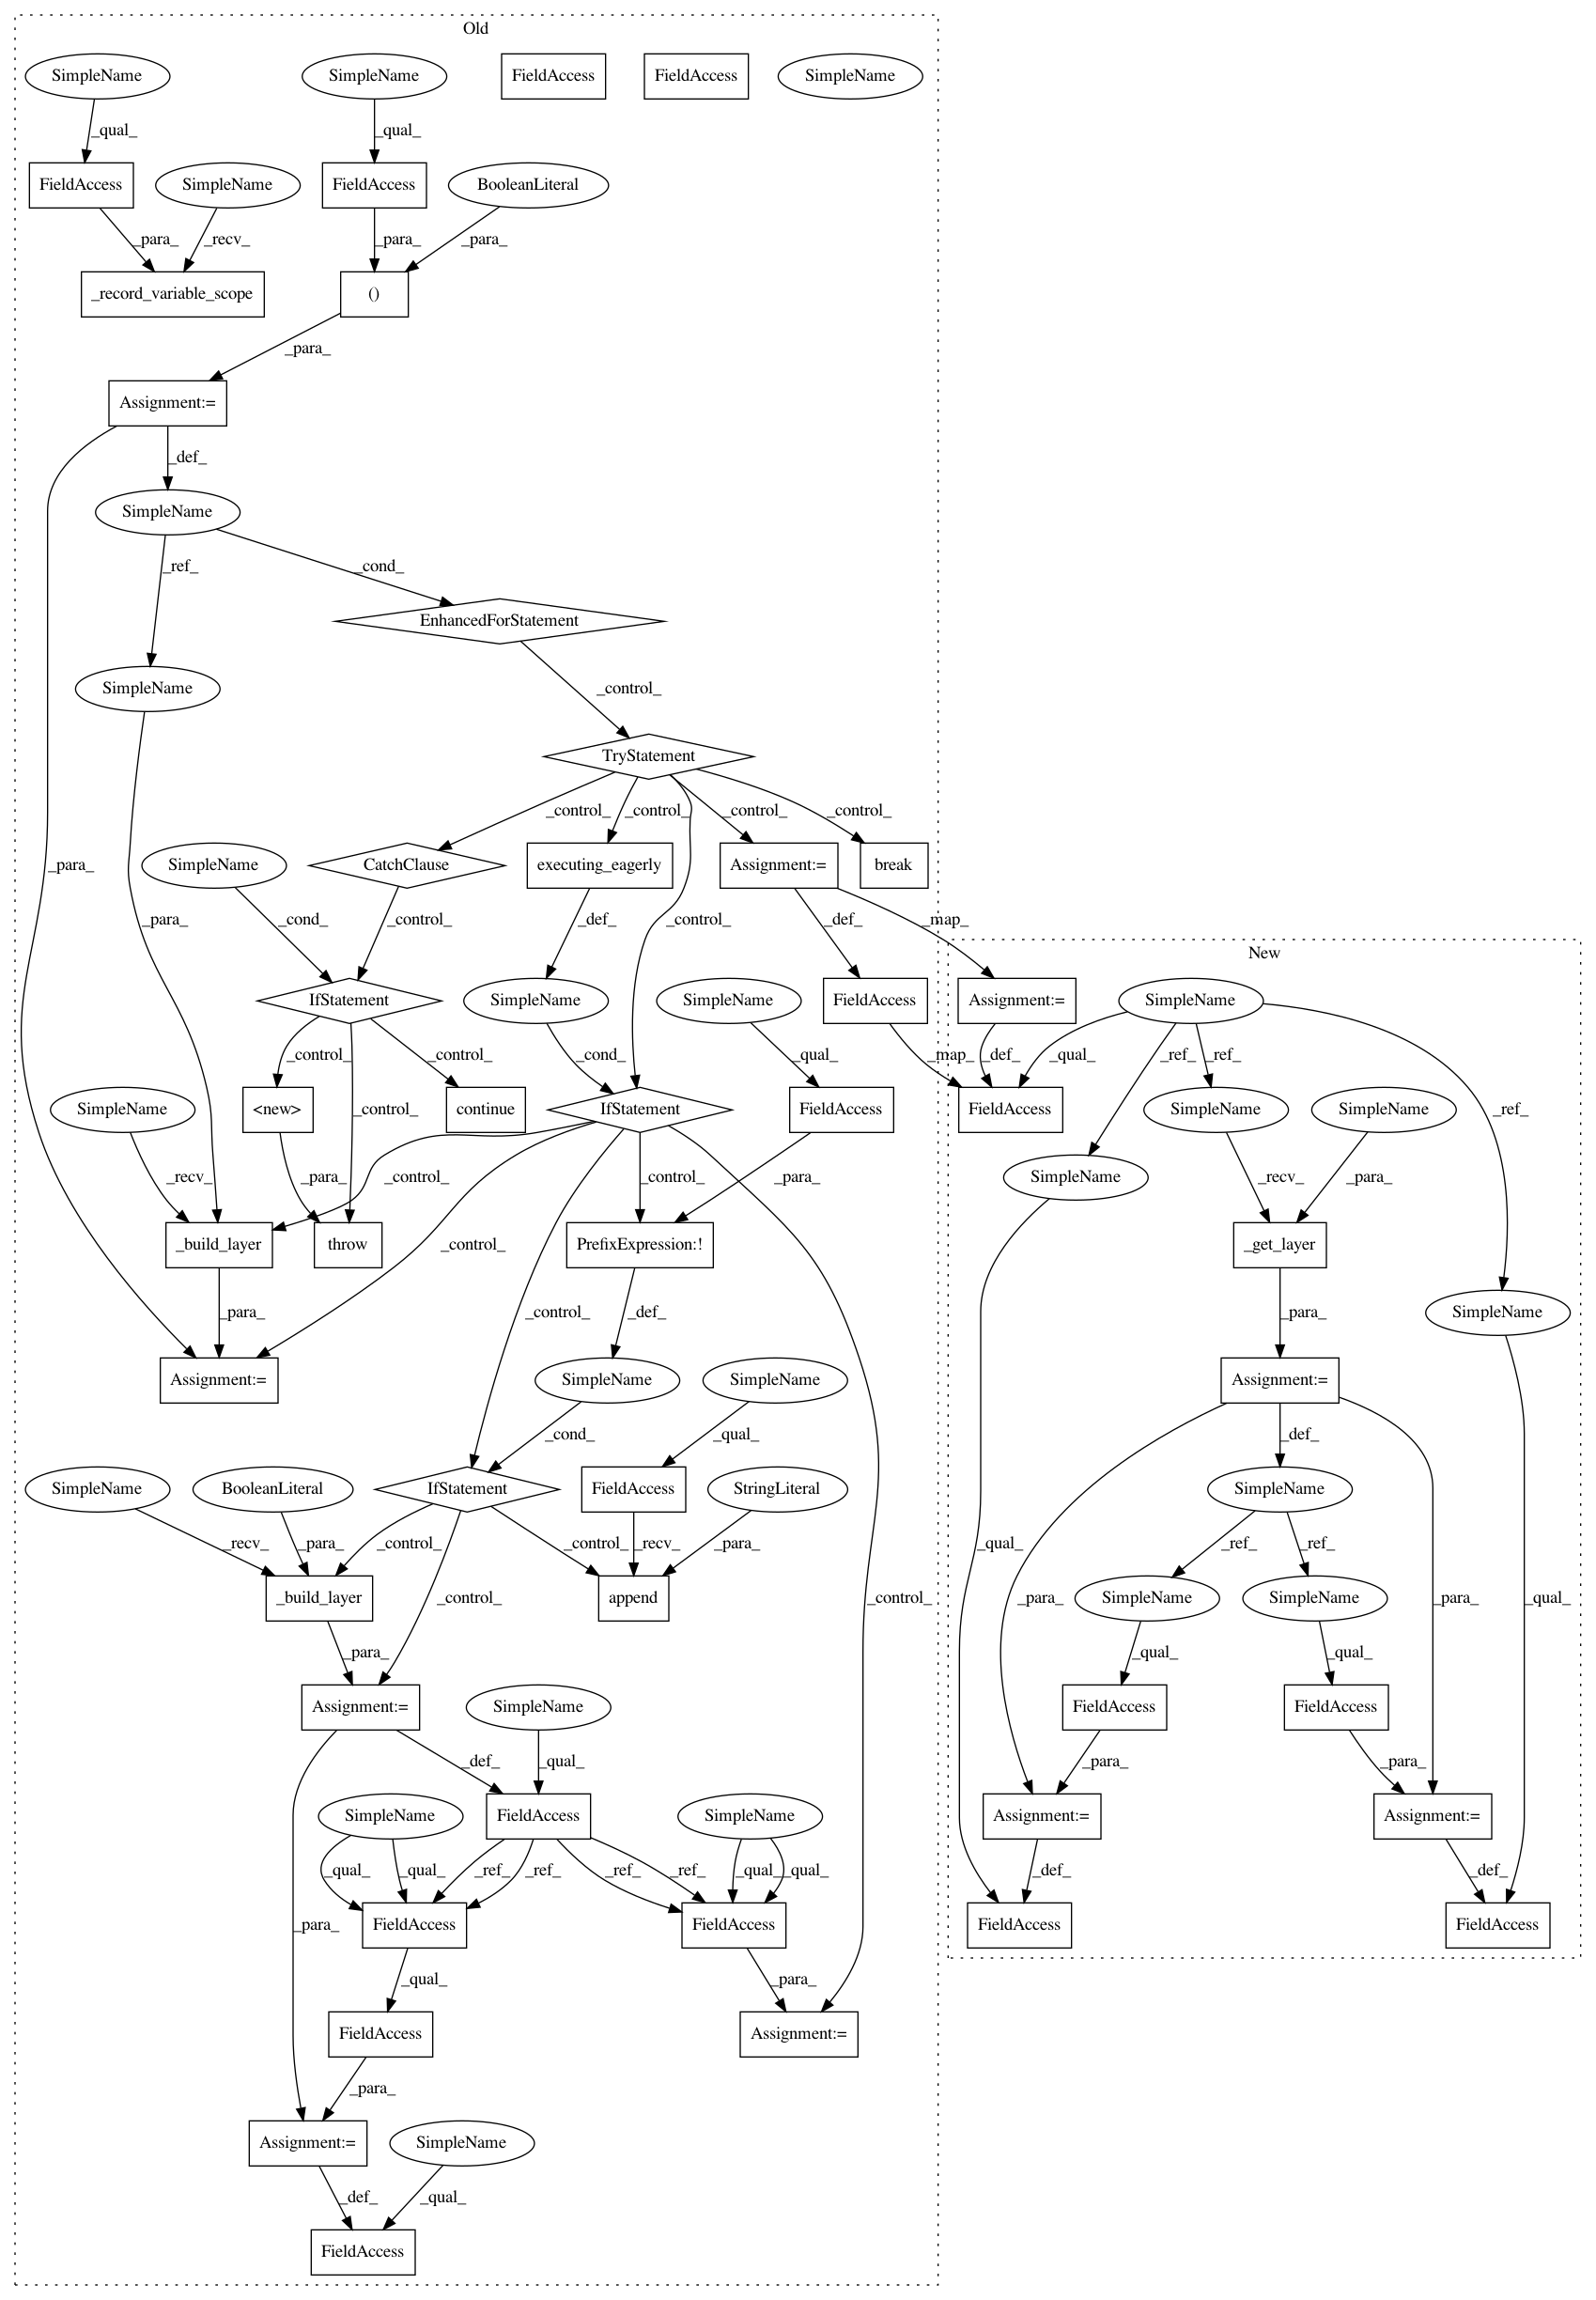 Old
SimpleName
SimpleName
FieldAccess
FieldAccess
SimpleName
_qual_
_qual_
FieldAccess
SimpleName
FieldAccess
BooleanLiteral
_para_
_recv_
_para_
_para_
_record_variable_scope
()
_para_
Assignment:=
_def_
SimpleName
_ref_
_cond_
EnhancedForStatement
SimpleName
_control_
TryStatement
_control_
_control_
_control_
_control_
SimpleName
CatchClause
executing_eagerly
Assignment:=
break
_para_
_para_
_cond_
_control_
_def_
_control_
_def_
_map_
New
IfStatement
SimpleName
SimpleName
FieldAccess
Assignment:=
SimpleName
_control_
_control_
_cond_
_qual_
_map_
_def_
_qual_
_ref_
_ref_
SimpleName
<new>
_control_
continue
IfStatement
FieldAccess
FieldAccess
SimpleName
SimpleName
_ref_
_recv_
_para_
_control_
_control_
_para_
SimpleName
_recv_
_para_
_build_layer
throw
_control_
PrefixExpression:!
_get_layer
_para_
_control_
_def_
_para_
SimpleName
Assignment:=
SimpleName
SimpleName
Assignment:=
_cond_
_qual_
_def_
SimpleName
BooleanLiteral
IfStatement
FieldAccess
StringLiteral
SimpleName
_recv_
_para_
_control_
_control_
_recv_
_para_
_qual_
_ref_
_ref_
_build_layer
_control_
append
_control_
SimpleName
SimpleName
_para_
_para_
_qual_
_para_
_qual_
_qual_
Assignment:=
SimpleName
FieldAccess
FieldAccess
_def_
_qual_
_para_
_para_
SimpleName
FieldAccess
SimpleName
Assignment:=
Assignment:=
_qual_
_qual_
_ref_
_ref_
_ref_
_ref_
_qual_
_qual_
_def_
_def_
_para_
FieldAccess
FieldAccess
FieldAccess
FieldAccess
_qual_
_para_
FieldAccess
Assignment:=
_para_
Assignment:=
SimpleName
_def_
_qual_
FieldAccess